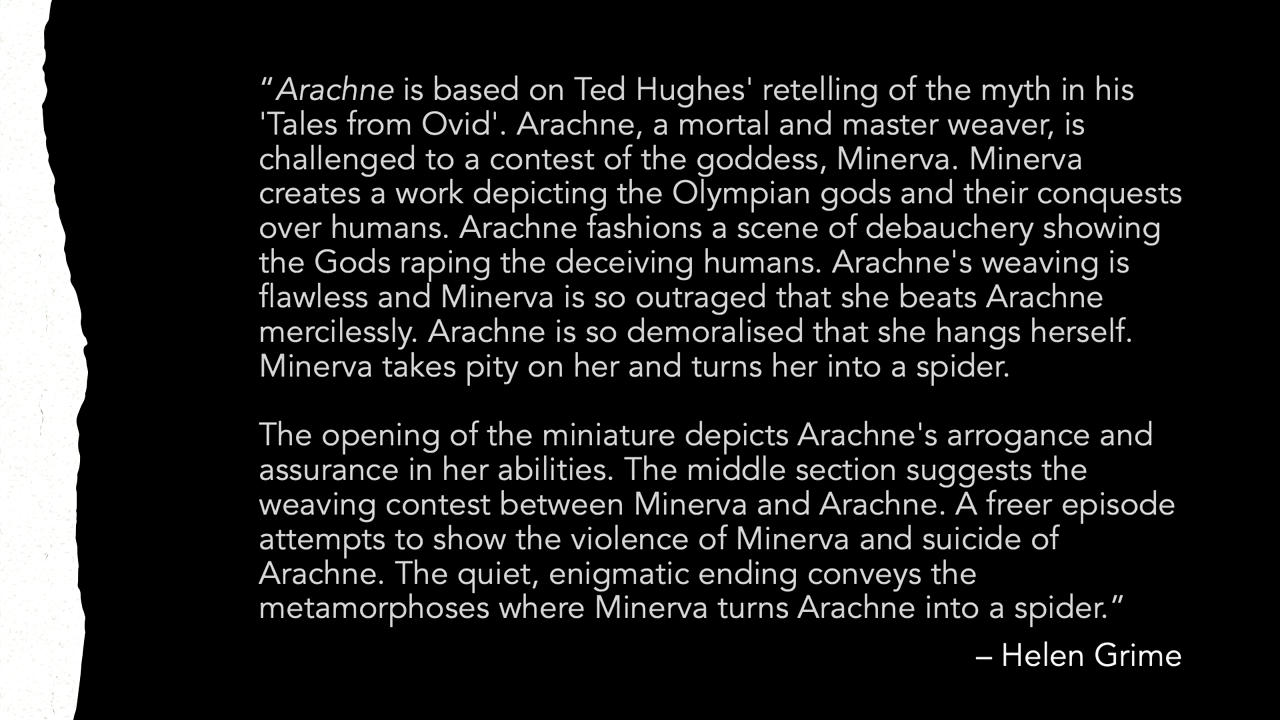 “Arachne is based on Ted Hughes' retelling of the myth in his
'Tales from Ovid'. Arachne, a mortal and master weaver, is
challenged to a contest of the goddess, Minerva. Minerva
creates a work depicting the Olympian gods and their conquests
over humans. Arachne fashions a scene of debauchery showing
the Gods raping the deceiving humans. Arachne's weaving is
flawless and Minerva is so outraged that she beats Arachne
mercilessly. Arachne is so demoralised that she hangs herself.
Minerva takes pity on her and turns her into a spider.
The opening of the miniature depicts Arachne's arrogance and
assurance in her abilities. The middle section suggests the
weaving contest between Minerva and Arachne. A freer episode
attempts to show the violence of Minerva and suicide of
Arachne. The quiet, enigmatic ending conveys the
metamorphoses where Minerva turns Arachne into a spider.”
– Helen Grime